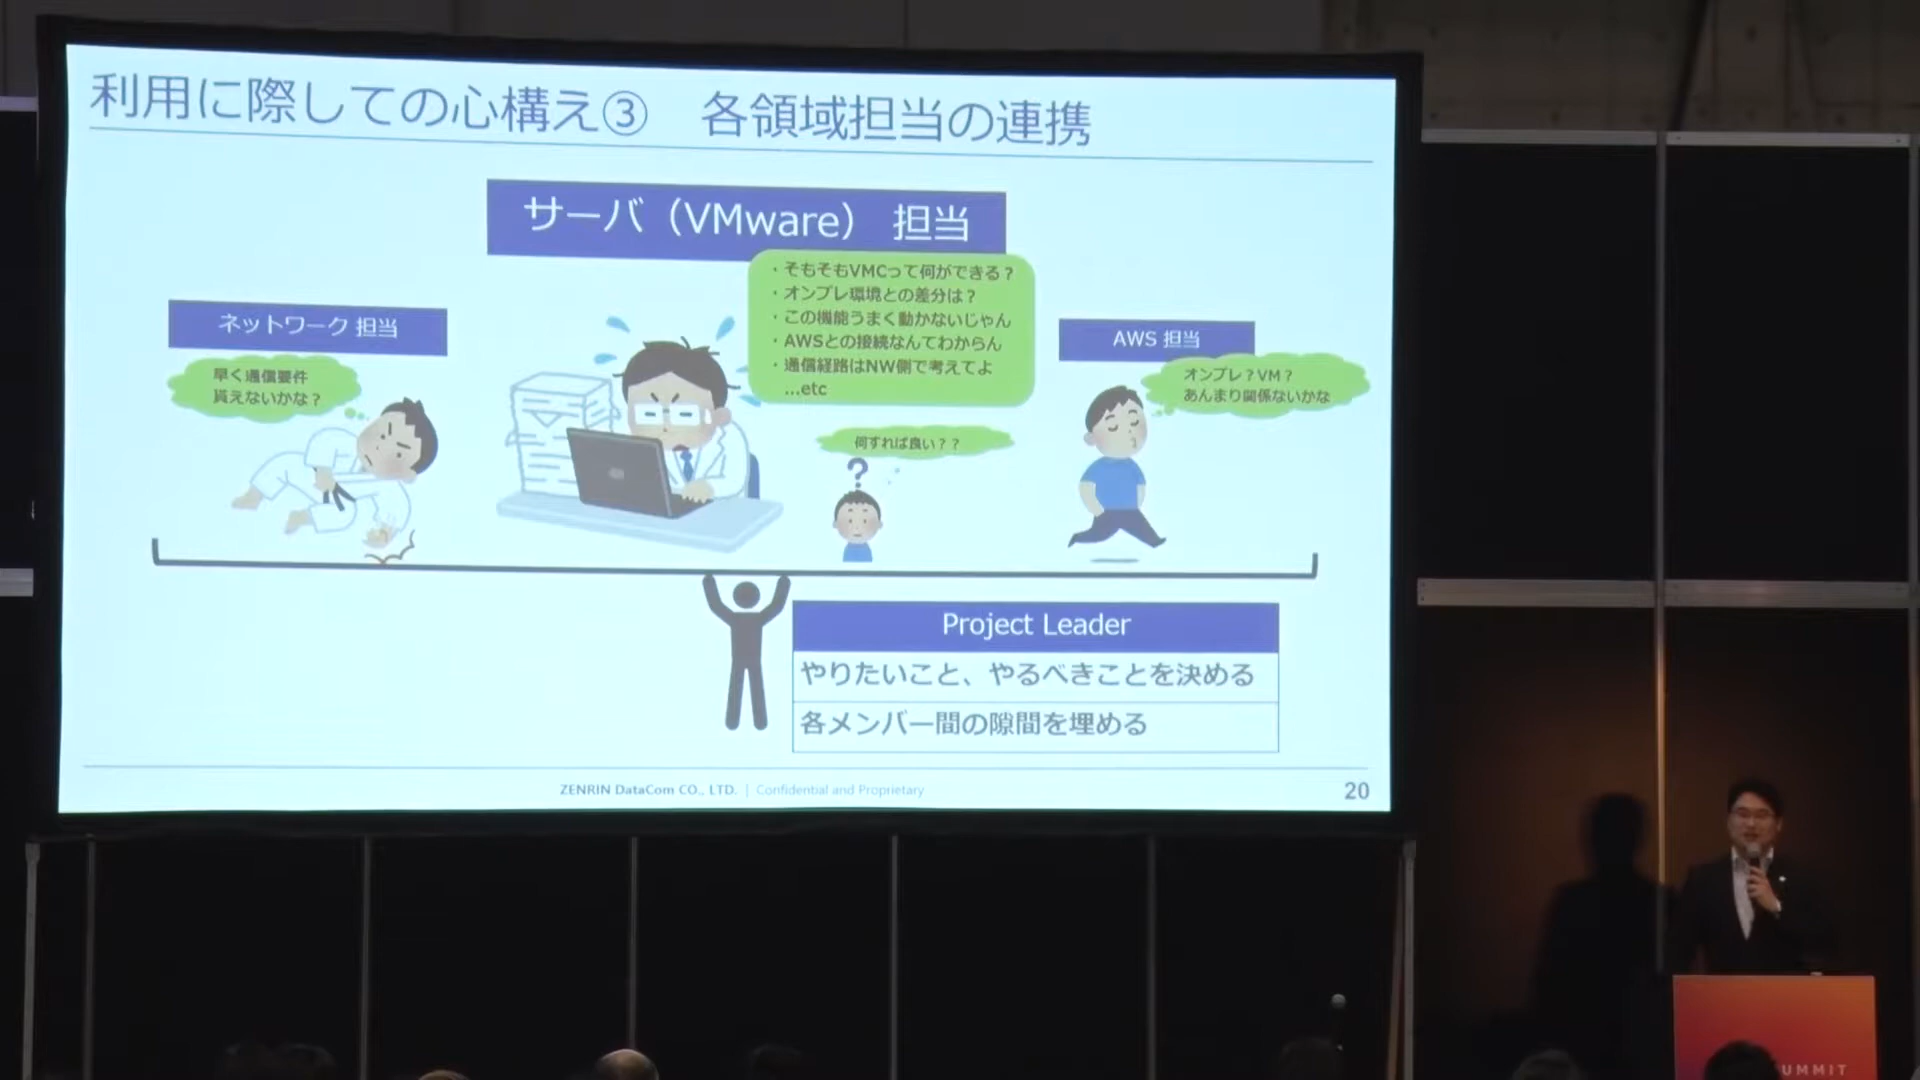 利用に際しての心構え③ 各領域担当の連携
サーバ（VMware） 担当
・そもそもVMCって何ができる？
・オンプレ環境との差分は？
・この機能うまく動かないじゃん
・AWSとの接続なんてわからん
・通信経路はNW側で考えてよ
…etc
ネットワーク 担当
早く通信要件
貰えないかな？
AWS 担当
オンプレ？VM？
あんまり関係ないかな
何すれば良い？？
?
Project Leader
やりたいこと、やるべきことを決める
各メンバー間の隙間を埋める
ZENRIN DataCom CO., LTD. | Confidential and Proprietary
20
UMMIT